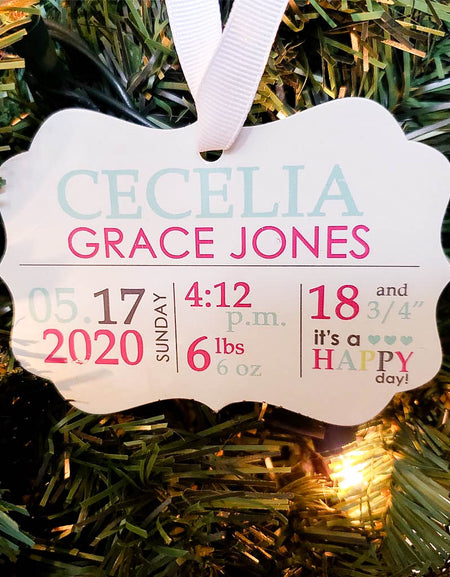 CECELIA
GRACE JONES
05.17
2020
SUNDAY
4:12
p.m.
6 lbs
6 oz
18 and
3/4"
it's a
HAPPY
day!